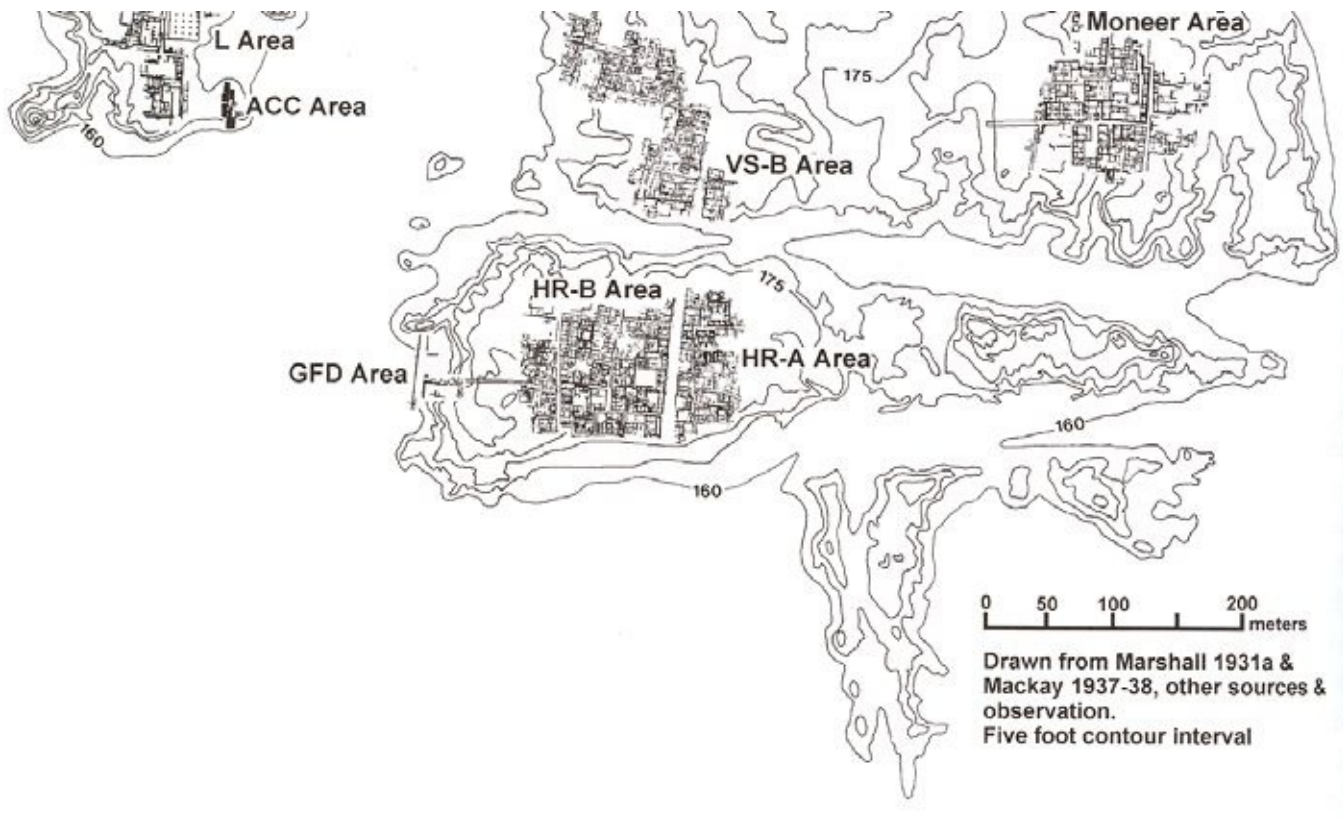 Moneer Area
L Area
175
ACC Area
160
VS-B Area
175
HR-B Area
HR-A Area
GFD Area
160
160
0 50 100 200
meters
Drawn from Marshall 1931a &
Mackay 1937-38, other sources &
observation.
Five foot contour interval